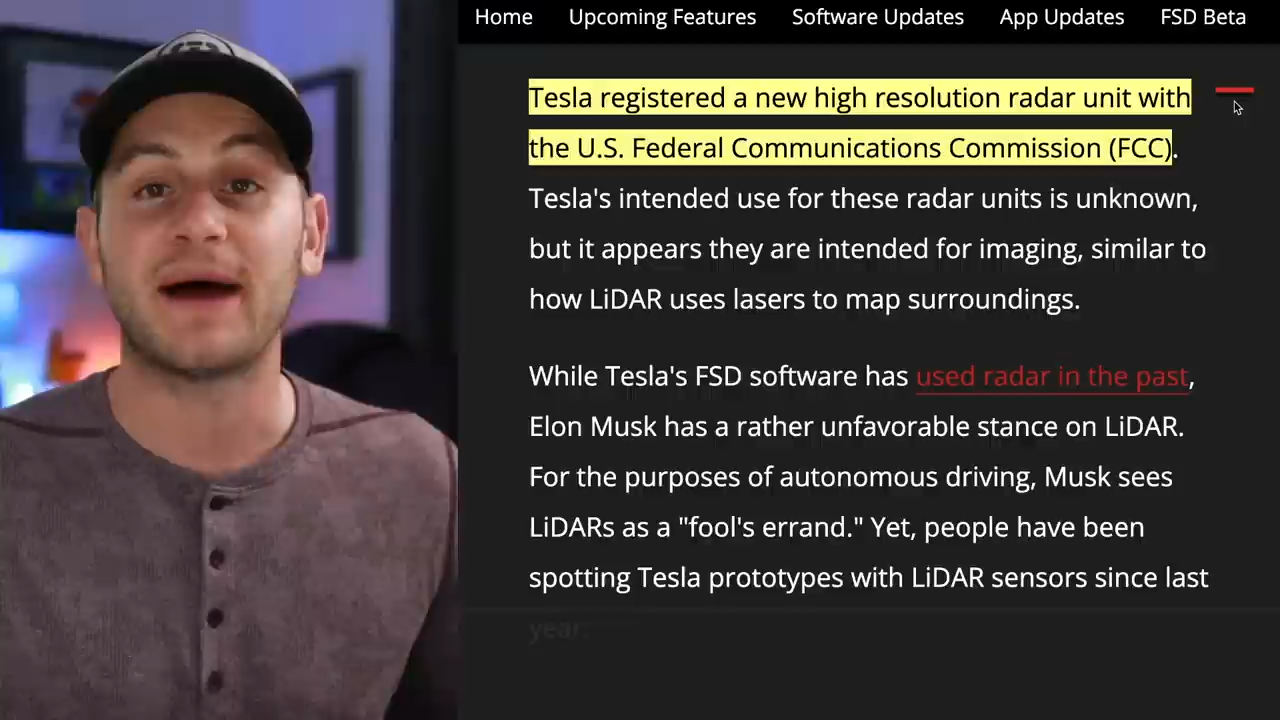 Home Upcoming Features Software Updates App Updates FSD Beta
Tesla registered a new high resolution radar unit with
the U.S. Federal Communications Commission (FCC).
Tesla's intended use for these radar units is unknown,
but it appears they are intended for imaging, similar to
how LiDAR uses lasers to map surroundings.
While Tesla's FSD software has used radar in the past,
Elon Musk has a rather unfavorable stance on LiDAR.
For the purposes of autonomous driving, Musk sees
LiDARs as a "fool's errand." Yet, people have been
spotting Tesla prototypes with LiDAR sensors since last
year.